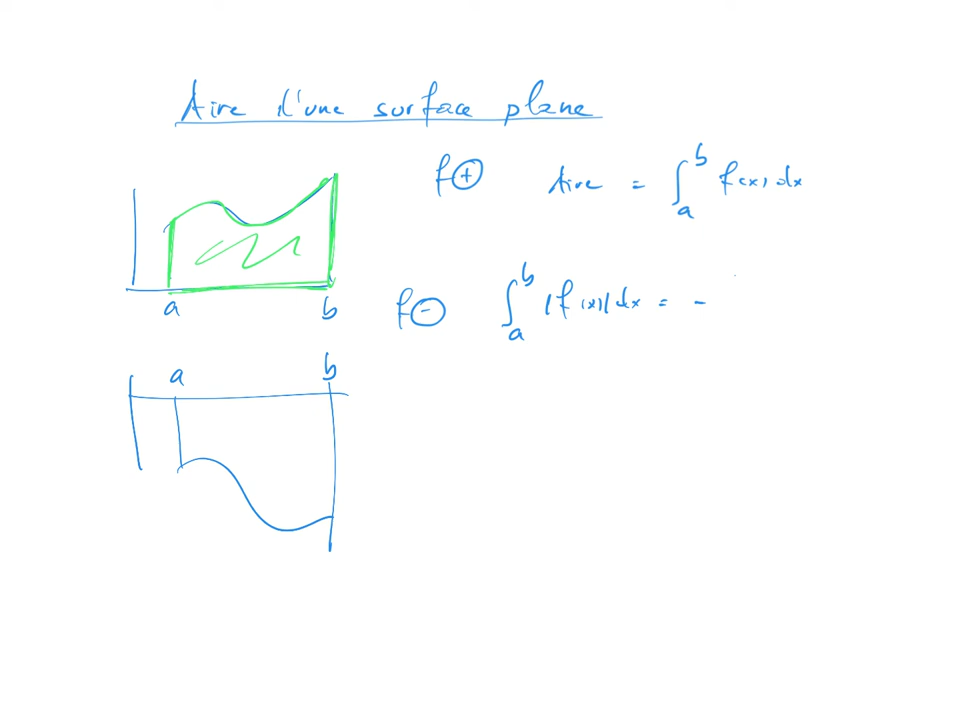 Aire d'une surface plane
f⊕ Aire = ∫_a^b f(x) dx
a b
f⊖ ∫_a^b |f(x)| dx = -
a b